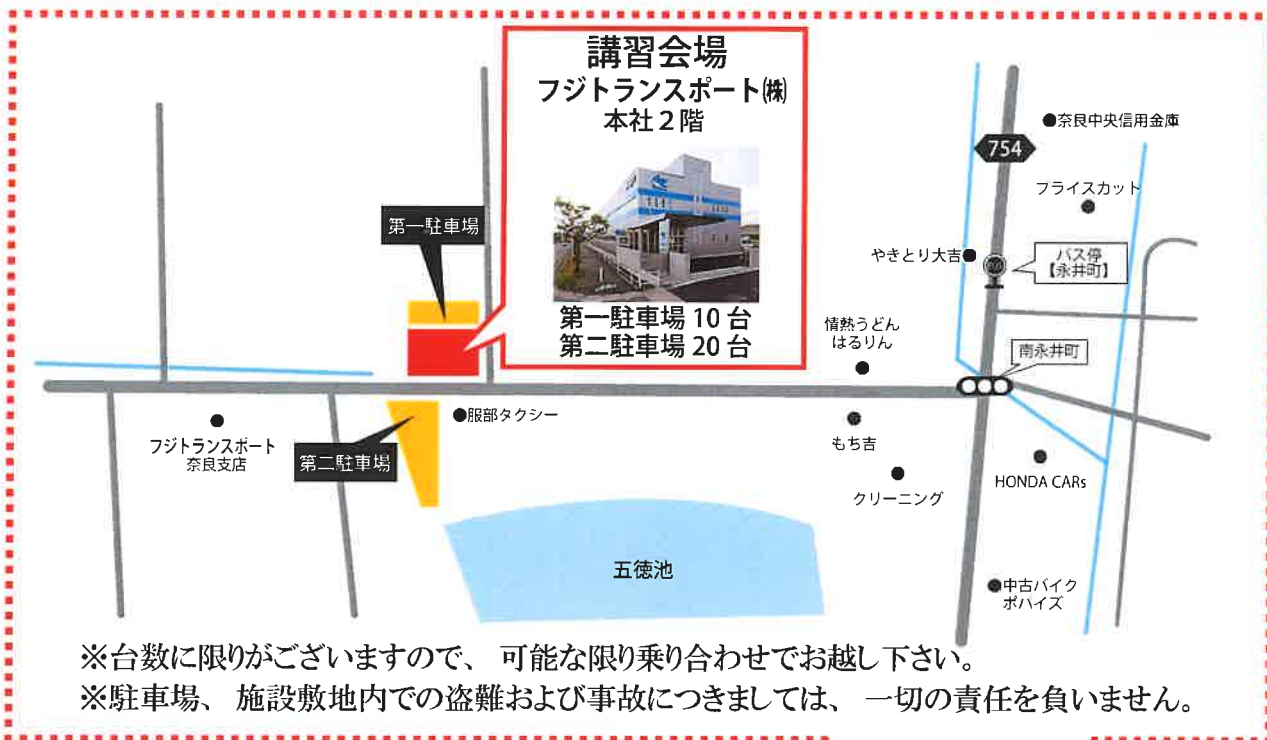 講習会場
フジトランスポート㈱
本社2階
第一駐車場 10 台
第二駐車場 20 台
第一駐車場
754
●奈良中央信用金庫
プライスカット
やきとり大吉
バス停
【永井町】
情熱うどん
はるりん
南永井町
●服部タクシー
フジトランスポート
奈良支店
第二駐車場
もち吉
クリーニング
HONDA CARs
五徳池
●中古バイク
ポパイズ
※台数に限りがございますので、可能な限り乗り合わせでお越し下さい。
※駐車場、施設敷地内での盗難および事故につきましては、一切の責任を負いません。